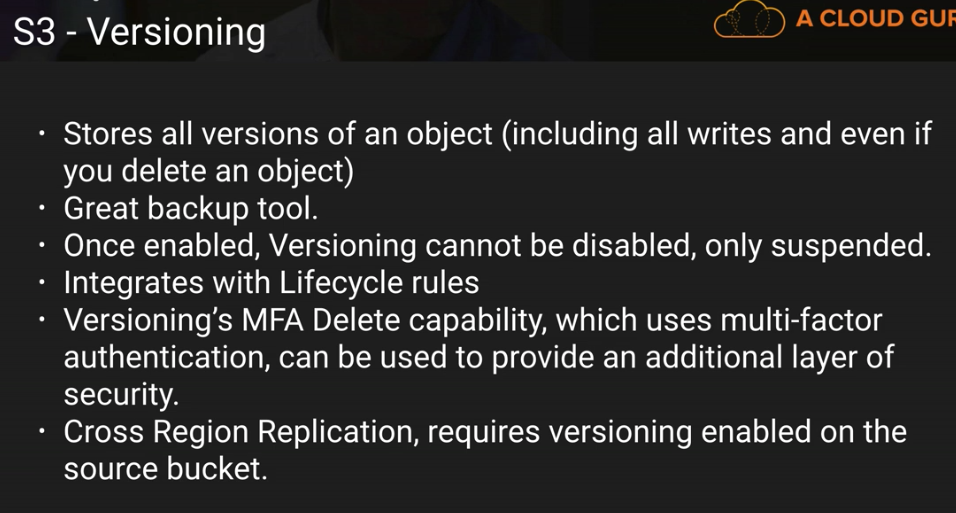 S3 - Versioning
A CLOUD GUR
• Stores all versions of an object (including all writes and even if
you delete an object)
• Great backup tool.
• Once enabled, Versioning cannot be disabled, only suspended.
• Integrates with Lifecycle rules
• Versioning’s MFA Delete capability, which uses multi-factor
authentication, can be used to provide an additional layer of
security.
• Cross Region Replication, requires versioning enabled on the
source bucket.